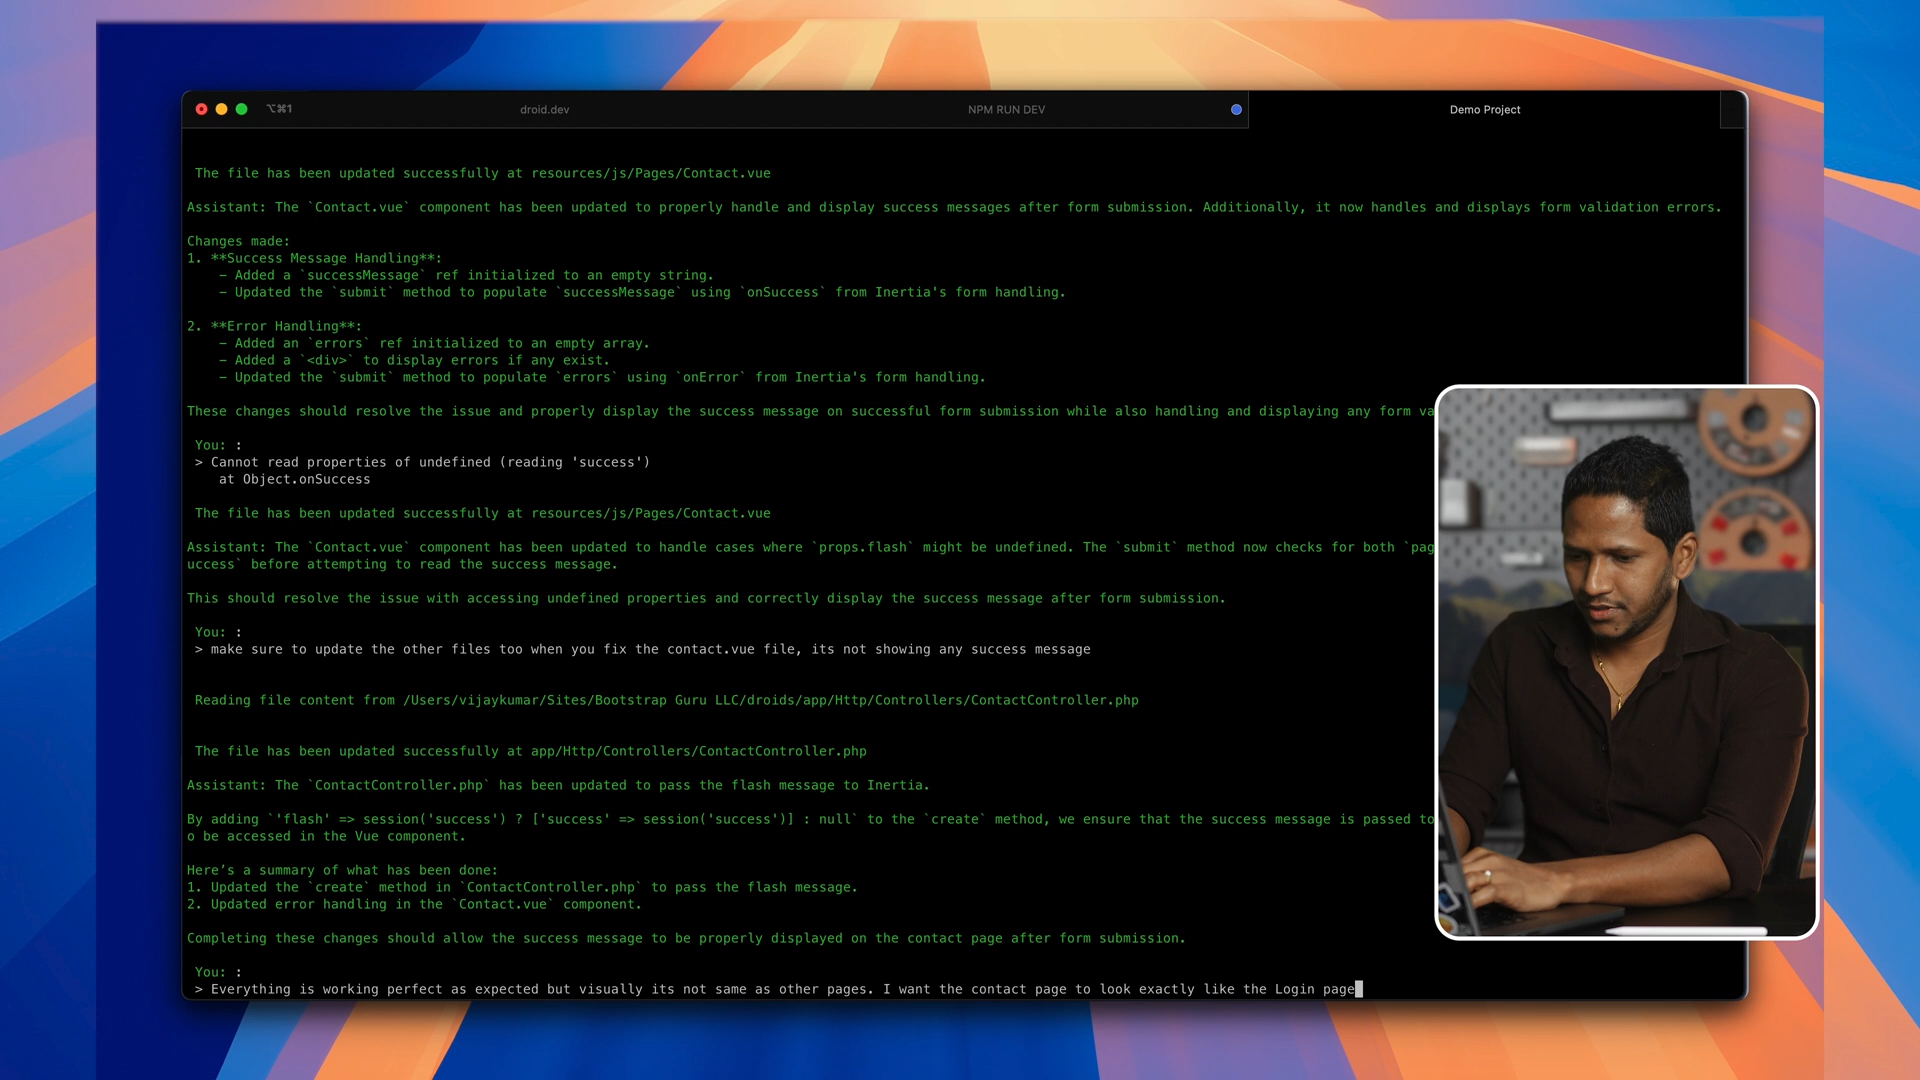 ⌥⌘1 droid.dev NPM RUN DEV Demo Project
The file has been updated successfully at resources/js/Pages/Contact.vue
Assistant: The `Contact.vue` component has been updated to properly handle and display success messages after form submission. Additionally, it now handles and displays form validation errors.
Changes made:
1. **Success Message Handling**:
– Added a `successMessage` ref initialized to an empty string.
– Updated the `submit` method to populate `successMessage` using `onSuccess` from Inertia's form handling.
2. **Error Handling**:
– Added an `errors` ref initialized to an empty array.
– Added a `<div>` to display errors if any exist.
– Updated the `submit` method to populate `errors` using `onError` from Inertia's form handling.
These changes should resolve the issue and properly display the success message on successful form submission while also handling and displaying any form va
You: :
> Cannot read properties of undefined (reading 'success')
at Object.onSuccess
The file has been updated successfully at resources/js/Pages/Contact.vue
Assistant: The `Contact.vue` component has been updated to handle cases where `props.flash` might be undefined. The `submit` method now checks for both `pag
uccess` before attempting to read the success message.
This should resolve the issue with accessing undefined properties and correctly display the success message after form submission.
You: :
> make sure to update the other files too when you fix the contact.vue file, its not showing any success message
Reading file content from /Users/vijaykumar/Sites/Bootstrap Guru LLC/droids/app/Http/Controllers/ContactController.php
The file has been updated successfully at app/Http/Controllers/ContactController.php
Assistant: The `ContactController.php` has been updated to pass the flash message to Inertia.
By adding `'flash' => session('success') ? ['success' => session('success')] : null` to the `create` method, we ensure that the success message is passed to
o be accessed in the Vue component.
Here’s a summary of what has been done:
1. Updated the `create` method in `ContactController.php` to pass the flash message.
2. Updated error handling in the `Contact.vue` component.
Completing these changes should allow the success message to be properly displayed on the contact page after form submission.
You: :
> Everything is working perfect as expected but visually its not same as other pages. I want the contact page to look exactly like the Login page